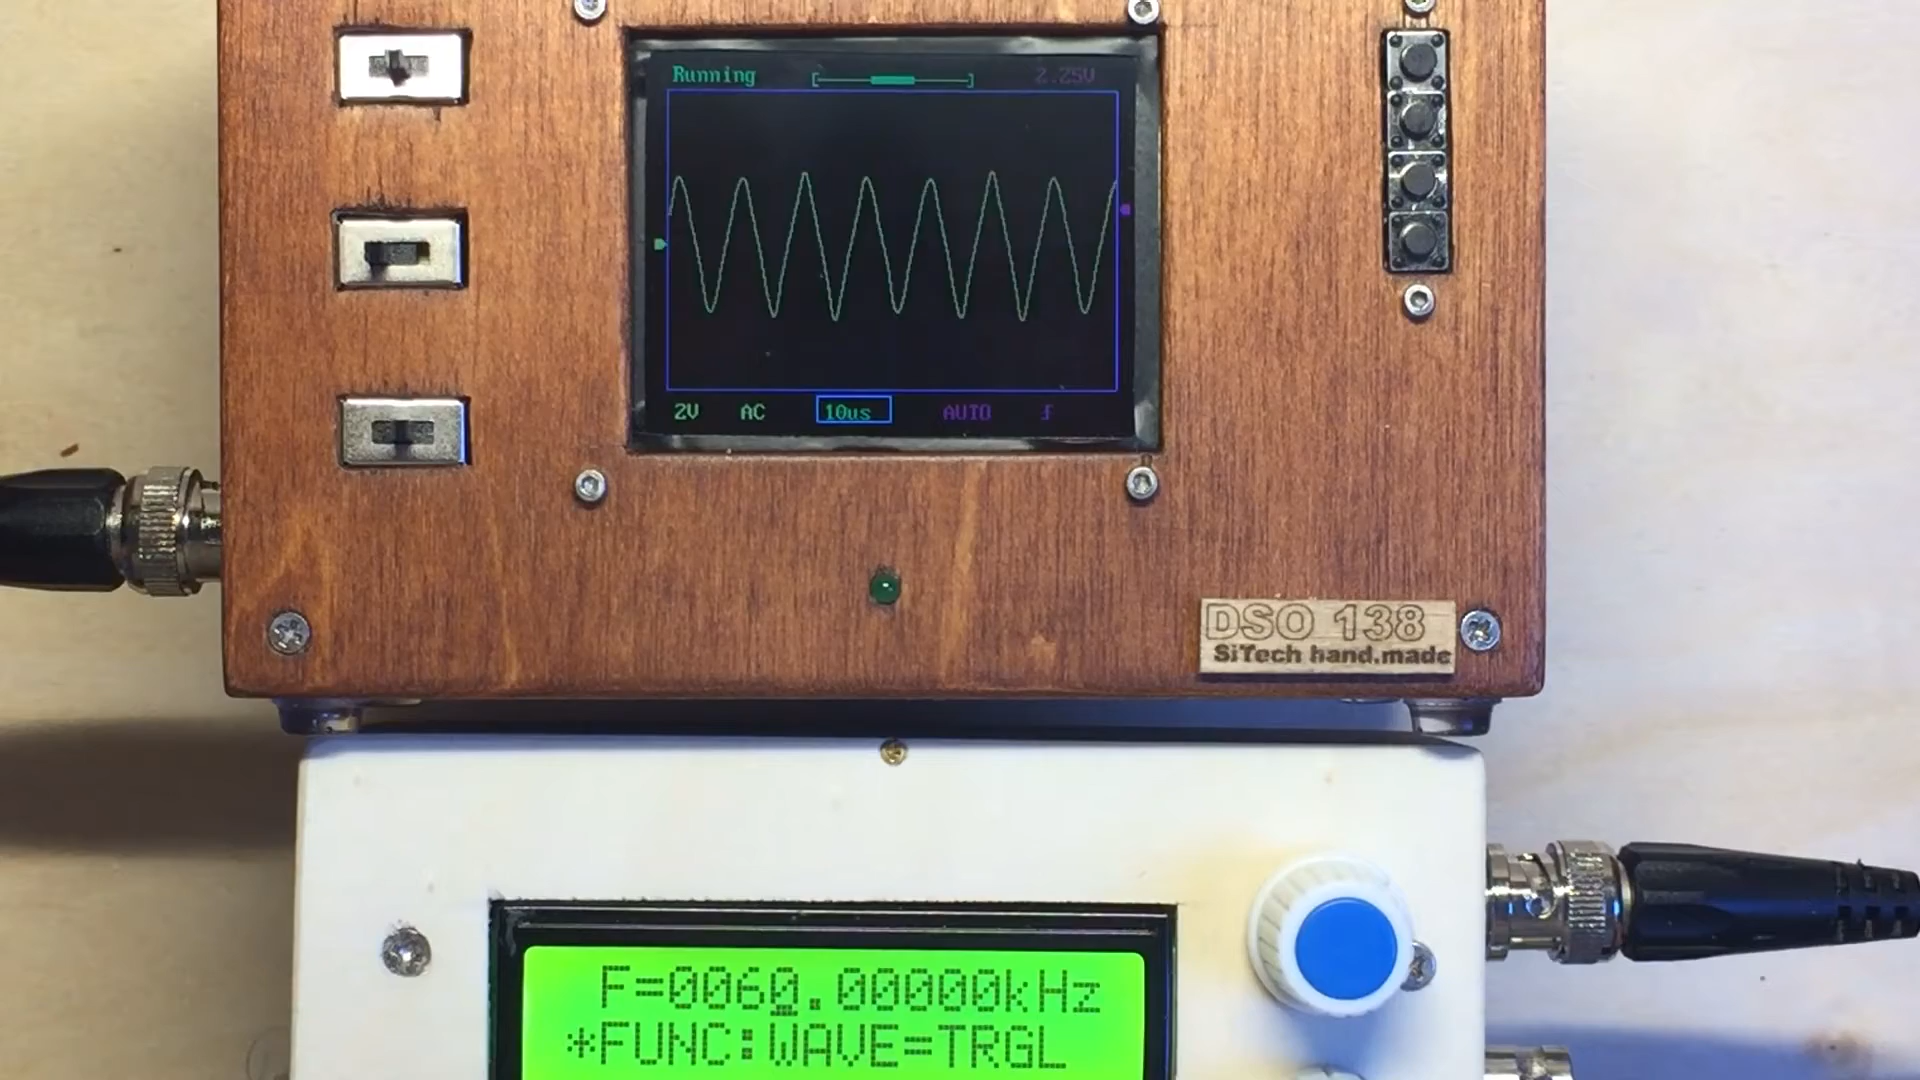 Running 2.25V
2V AC 10us AUTO
DSO 138
SiTech hand.made
F=0060.00000kHz
*FUNC:WAVE=TRGL